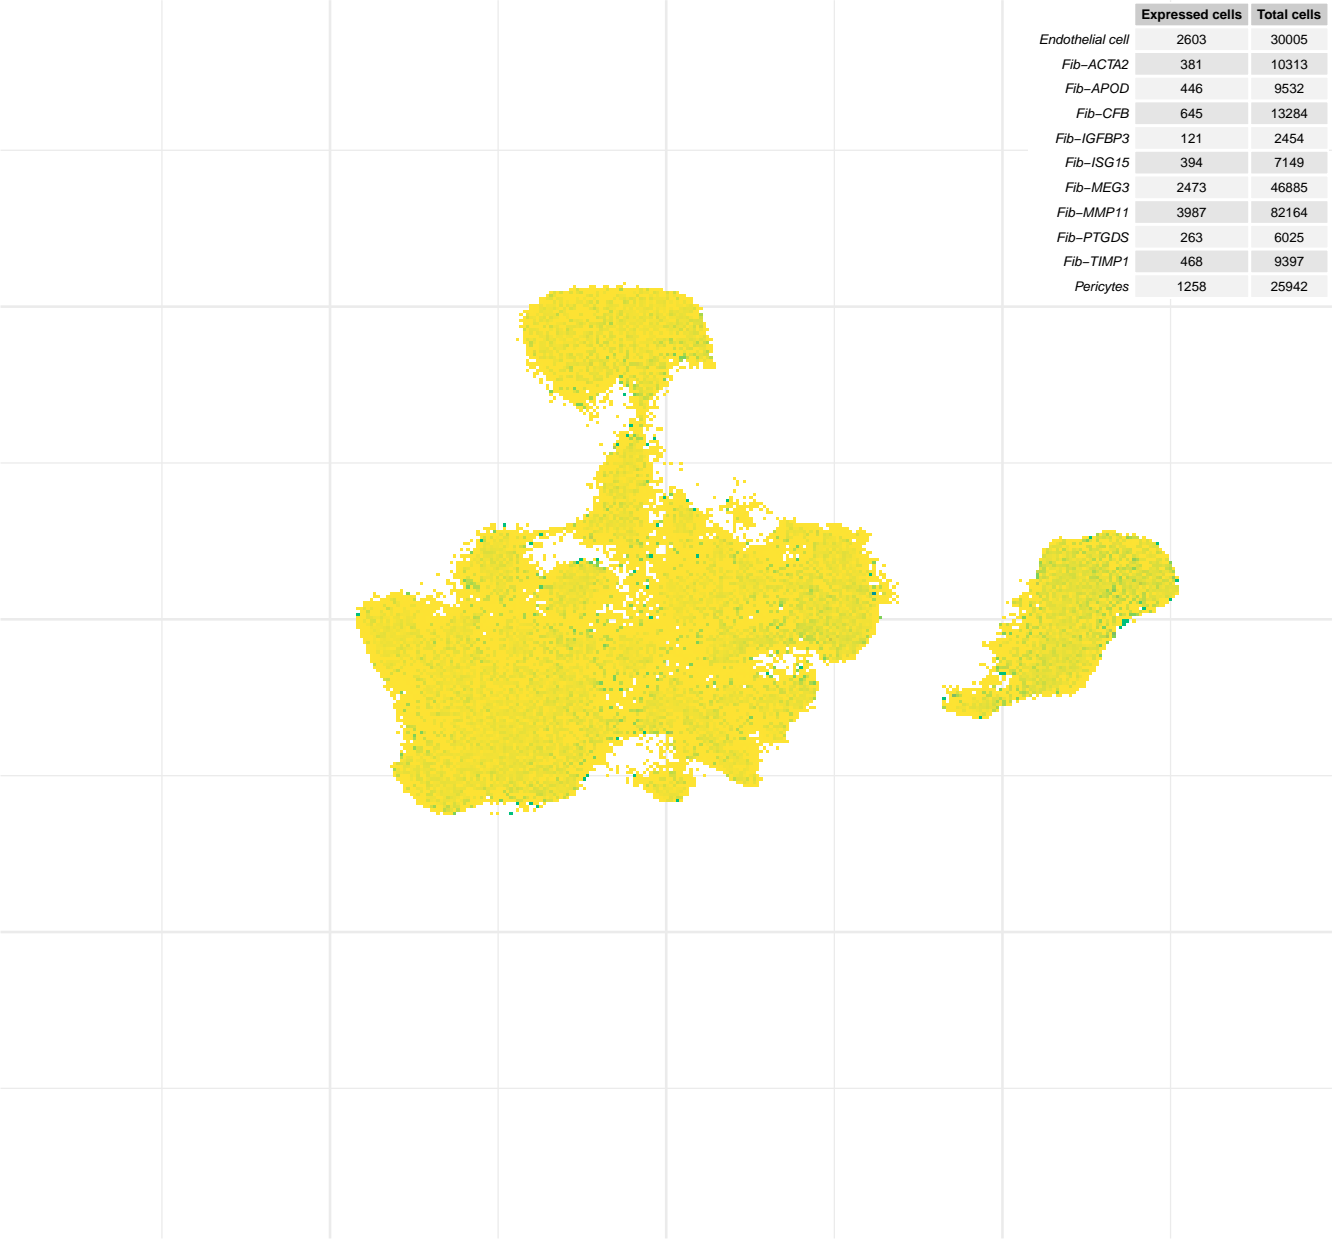 Expressed cells Total cells
Endothelial cell 2603 30005
Fib−ACTA2 381 10313
Fib−APOD 446 9532
Fib−CFB 645 13284
Fib−IGFBP3 121 2454
Fib−ISG15 394 7149
Fib−MEG3 2473 46885
Fib−MMP11 3987 82164
Fib−PTGDS 263 6025
Fib−TIMP1 468 9397
Pericytes 1258 25942